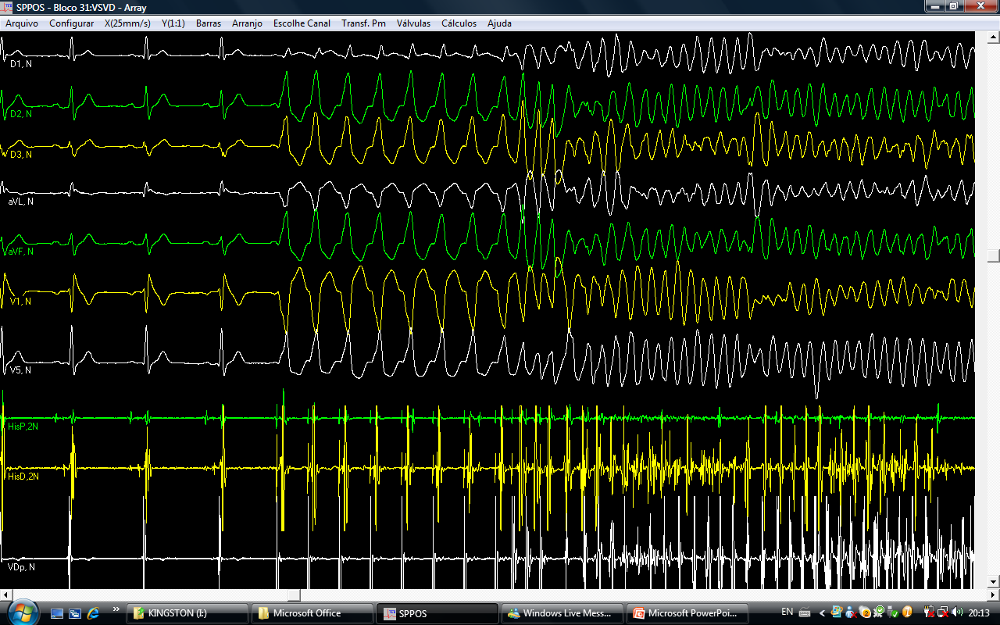 SPPOS - Bloco 31:VSVD - Array
Arquivo Configurar X(25mm/s) Y(1:1) Barras Arranjo Escolhe Canal Transf. Pm Válvulas Cálculos Ajuda
D1, N
D2, N
D3, N
aVL, N
aVF, N
V1, N
V5, N
HisP,2N
HisD,2N
VDp, N
KINGSTON (I:) Microsoft Office SPPOS Windows Live Mess... Microsoft PowerPoi... EN 20:13